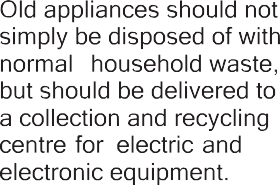 Old appliances should not
simply be disposed of with
normal household waste,
but should be delivered to
a collection and recycling
centre for electric and
electronic equipment.